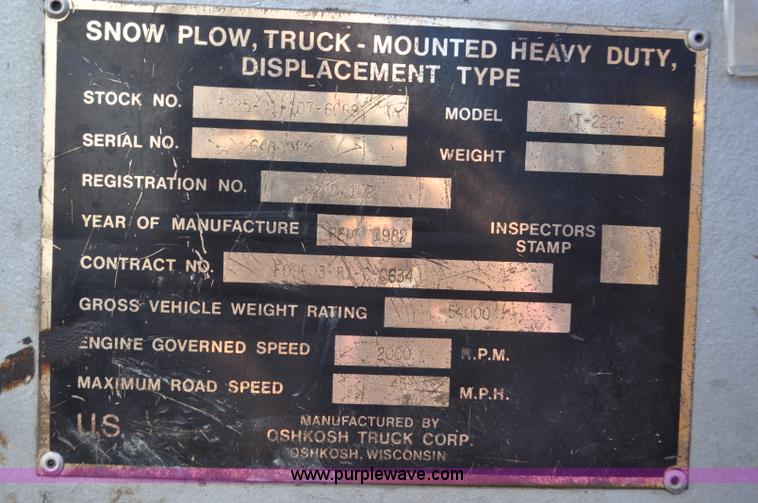 SNOW PLOW, TRUCK - MOUNTED HEAVY DUTY,
DISPLACEMENT TYPE
STOCK NO.
MODEL
SERIAL NO.
WEIGHT
REGISTRATION NO.
YEAR OF MANUFACTURE 1982
INSPECTORS
STAMP
CONTRACT NO.
GROSS VEHICLE WEIGHT RATING 54000
ENGINE GOVERNED SPEED 2000 R.P.M.
MAXIMUM ROAD SPEED M.P.H.
U.S.
MANUFACTURED BY
OSHKOSH TRUCK CORP.
OSHKOSH, WISCONSIN
www.purplewave.com